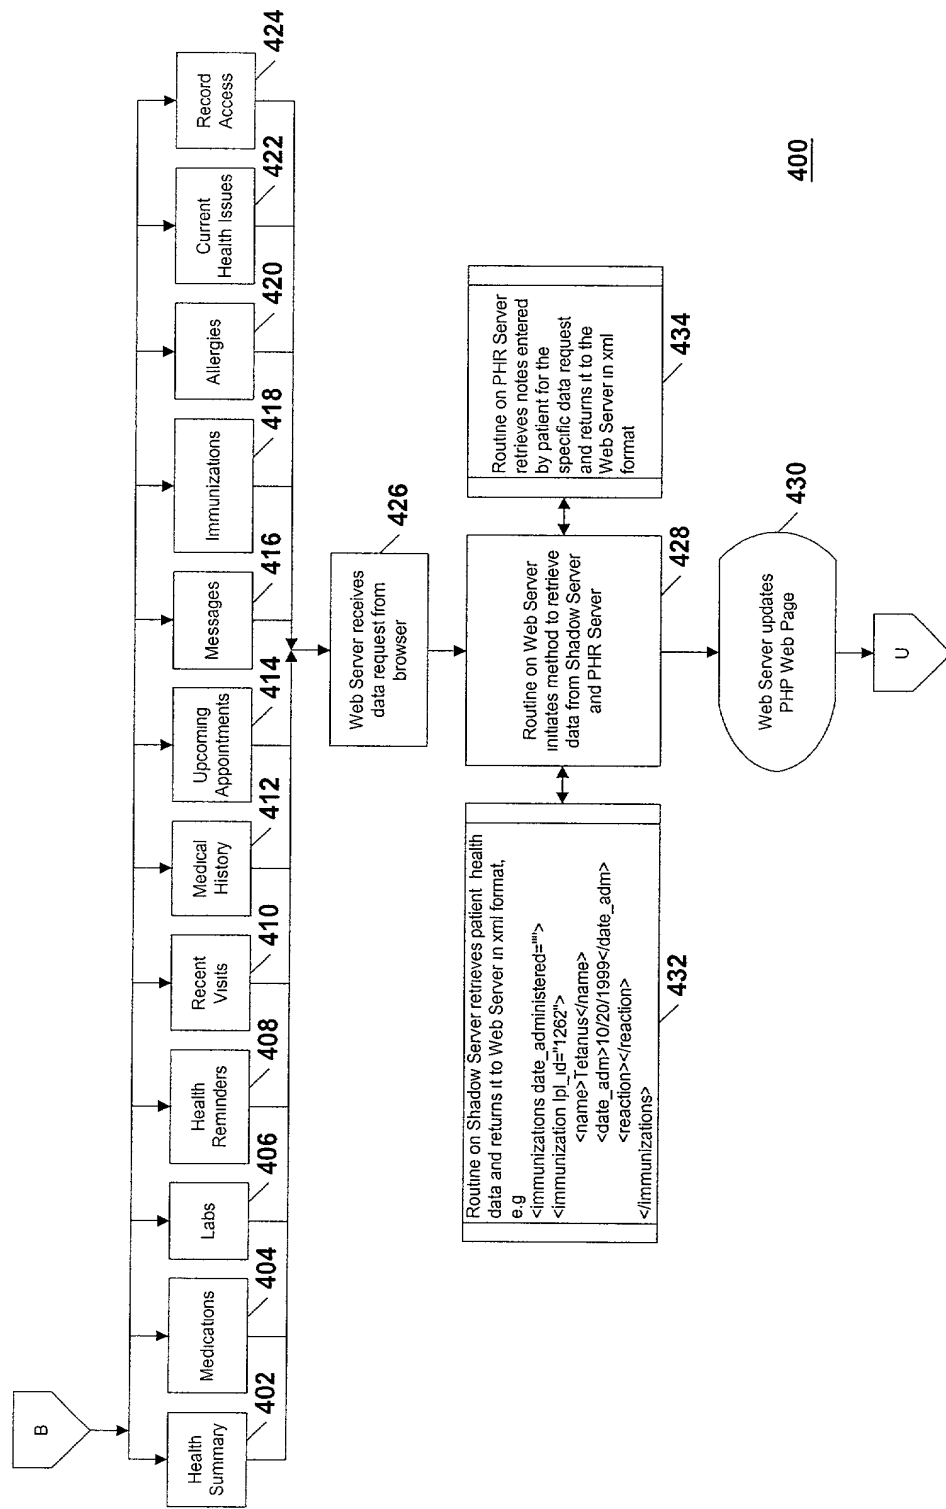 B
Health
Summary
402
Medications
404
Labs
406
Health
Reminders
408
Recent
Visits
410
Medical
History
412
Upcoming
Appointments
414
Messages
416
Immunizations
418
Allergies
420
Current
Health Issues
422
Record
Access
424
Web Server receives
data request from
browser
426
Routine on Shadow Server retrieves patient health
data and returns it to Web Server in xml format,
e.g
<immunizations date_administered="">
<immunization lpl_id="1262">
<name>Tetanus</name>
<date_adm>10/20/1999</date_adm>
<reaction></reaction>
</immunizations>
432
Routine on Web Server
initiates method to retrieve
data from Shadow Server
and PHR Server
428
Routine on PHR Server
retrieves notes entered
by patient for the
specific data request
and returns it to the
Web Server in xml
format
434
Web Server updates
PHP Web Page
430
U
400